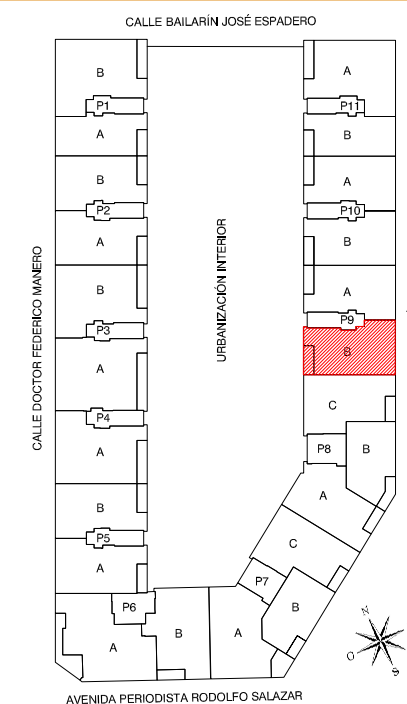 CALLE BAILARÍN JOSÉ ESPADERO
B
A
P1
P11
A
B
B
A
P2
P10
A
B
CALLE DOCTOR FEDERICO MANERO
URBANIZACIÓN INTERIOR
B
A
P3
P9
B
A
C
P4
P8
B
A
A
B
P5
C
A
P7
P6
B
A
B
A
N
O
S
AVENIDA PERIODISTA RODOLFO SALAZAR